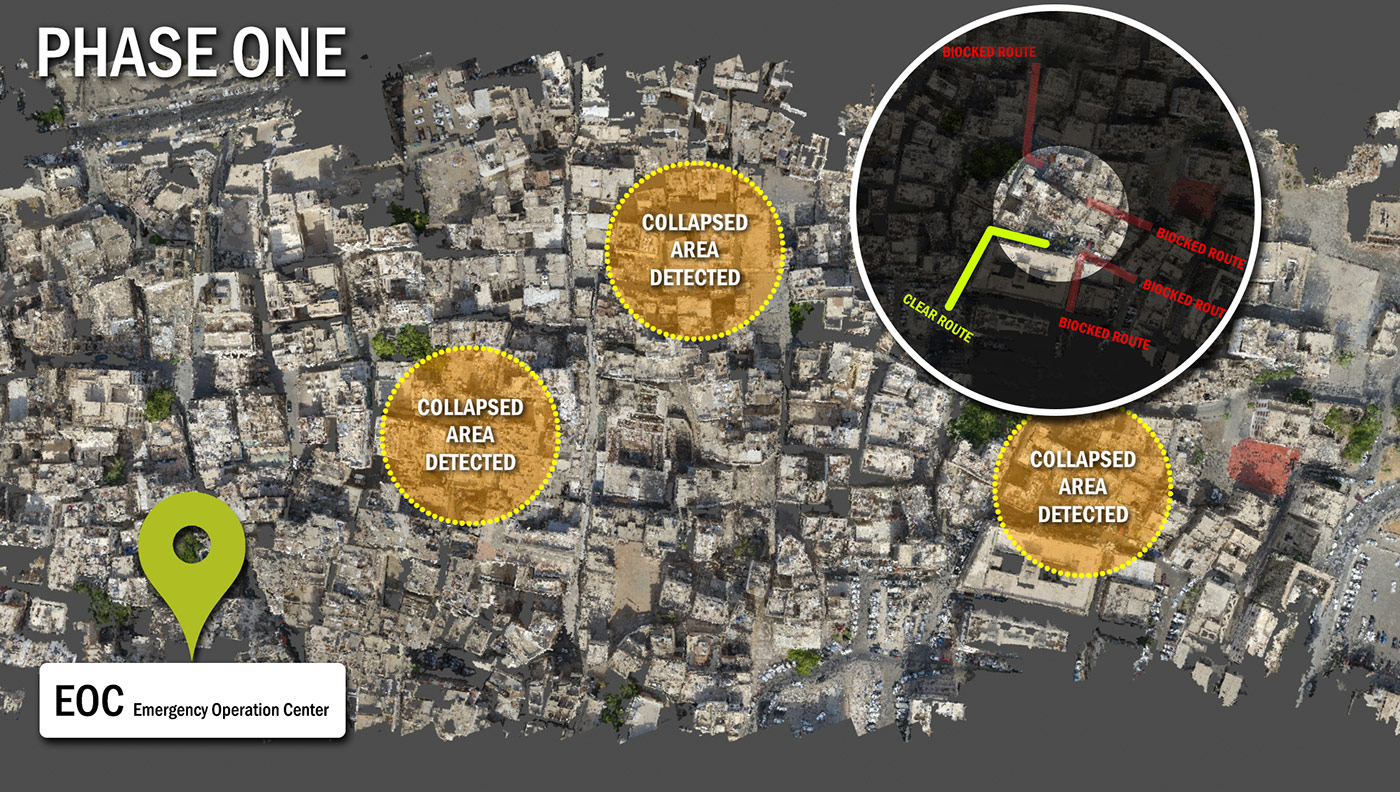 PHASE ONE
BIOCKED ROUTE
COLLAPSED
AREA
DETECTED
BIOCKED ROUTE
BIOCKED ROUT
CLEAR ROUTE
BIOCKED ROUTE
COLLAPSED
AREA
DETECTED
COLLAPSED
AREA
DETECTED
EOC Emergency Operation Center